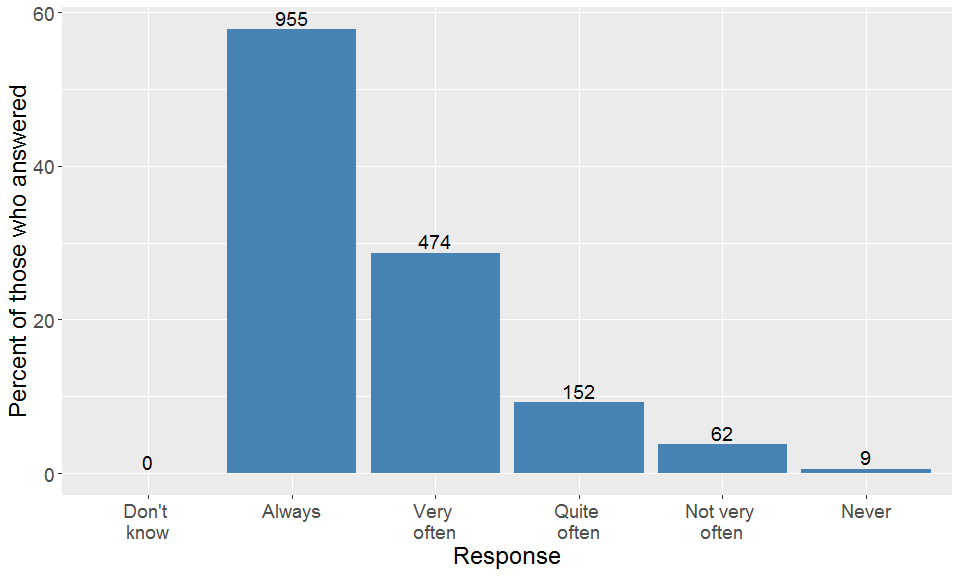 Percent of those who answered
60
40
20
0
0
955
474
152
62
9
Don't
know
Always
Very
often
Quite
often
Not very
often
Never
Response